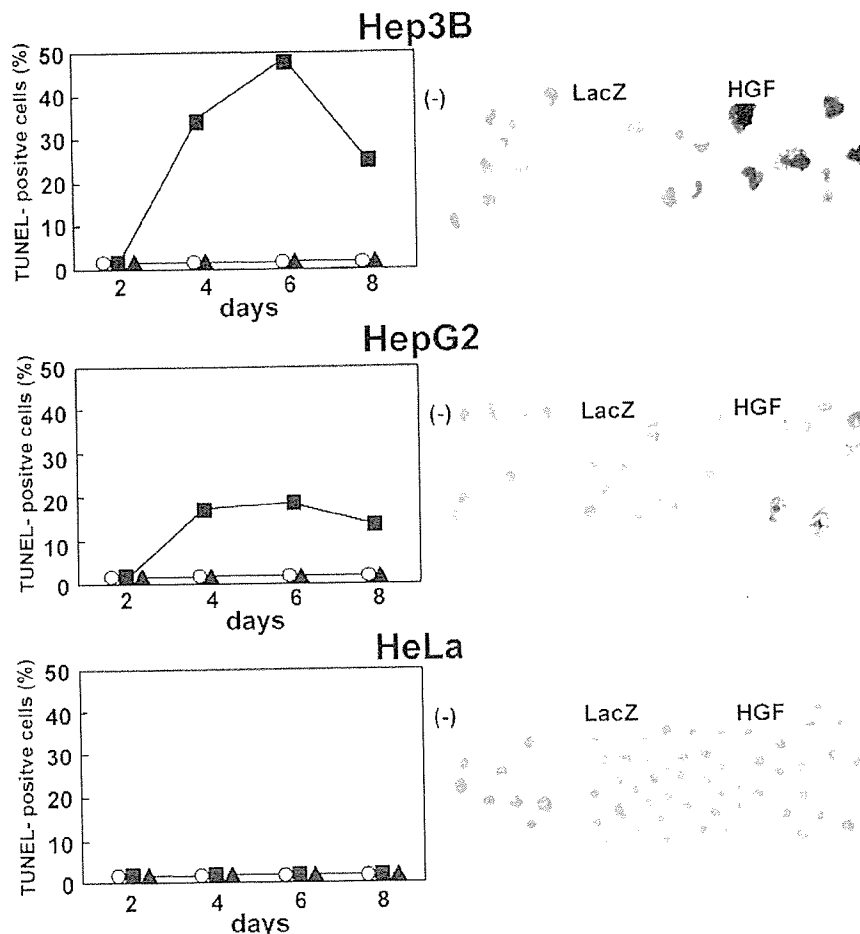 Hep3B
TUNEL- positve cells (%)
50
40
30
20
10
0
2 4 6 8
days
(-) LacZ HGF
HepG2
TUNEL- positve cells (%)
50
40
30
20
10
0
2 4 6 8
days
(-) LacZ HGF
HeLa
TUNEL- positve cells (%)
50
40
30
20
10
0
2 4 6 8
days
(-) LacZ HGF